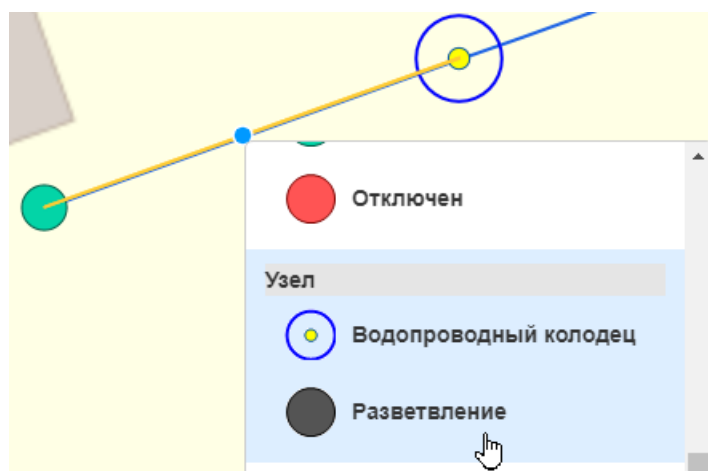 Отключен
Узел
Водопроводный колодец
Разветвление